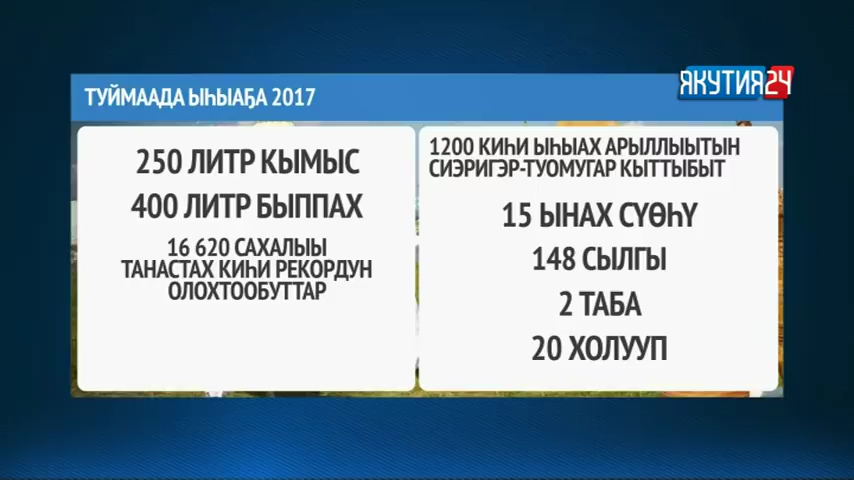 ТУЙМААДА ЫҺЫАҔА 2017
ЯКУТИЯ24
250 ЛИТР КЫМЫС
400 ЛИТР БЫППАХ
16 620 САХАЛЫЫ
ТАНАСТАХ КИҺИ РЕКОРДУН
ОЛОХТООБУТТАР
1200 КИҺИ ЫҺЫАХ АРЫЛЛЫЫТЫН
СИЭРИГЭР-ТУОМУГАР КЫТТЫБЫТ
15 ЫНАХ СҮӨҺҮ
148 СЫЛГЫ
2 ТАБА
20 ХОЛУУП